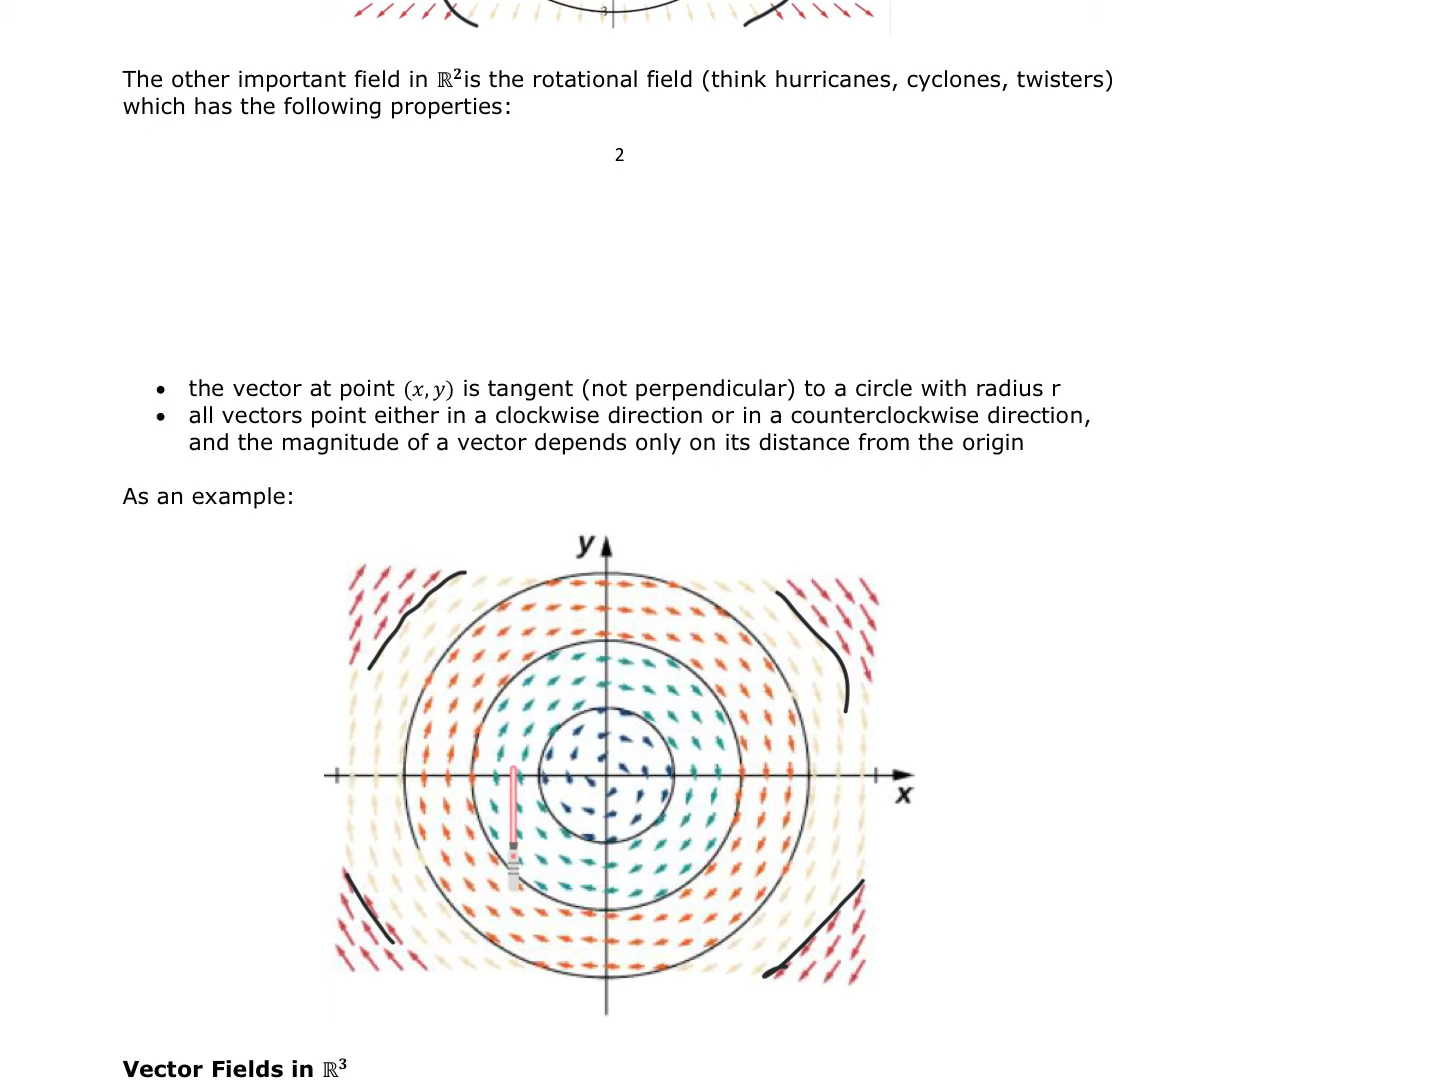 3
The other important field in ℝ²is the rotational field (think hurricanes, cyclones, twisters)
which has the following properties:
2
• the vector at point (x, y) is tangent (not perpendicular) to a circle with radius r
• all vectors point either in a clockwise direction or in a counterclockwise direction,
and the magnitude of a vector depends only on its distance from the origin
As an example:
y
x
Vector Fields in ℝ³